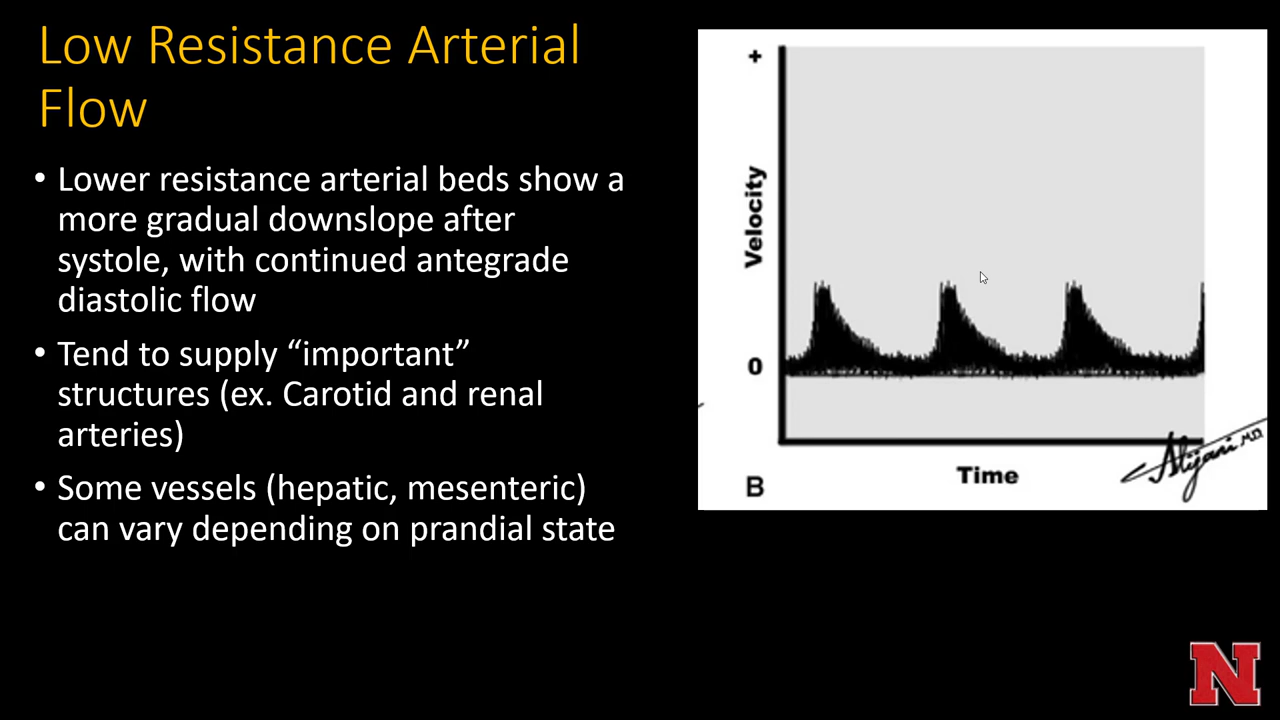 Low Resistance Arterial
Flow
• Lower resistance arterial beds show a
more gradual downslope after
systole, with continued antegrade
diastolic flow
• Tend to supply “important”
structures (ex. Carotid and renal
arteries)
• Some vessels (hepatic, mesenteric)
can vary depending on prandial state
+
Velocity
0
Time
B
Alijani M.D.
N